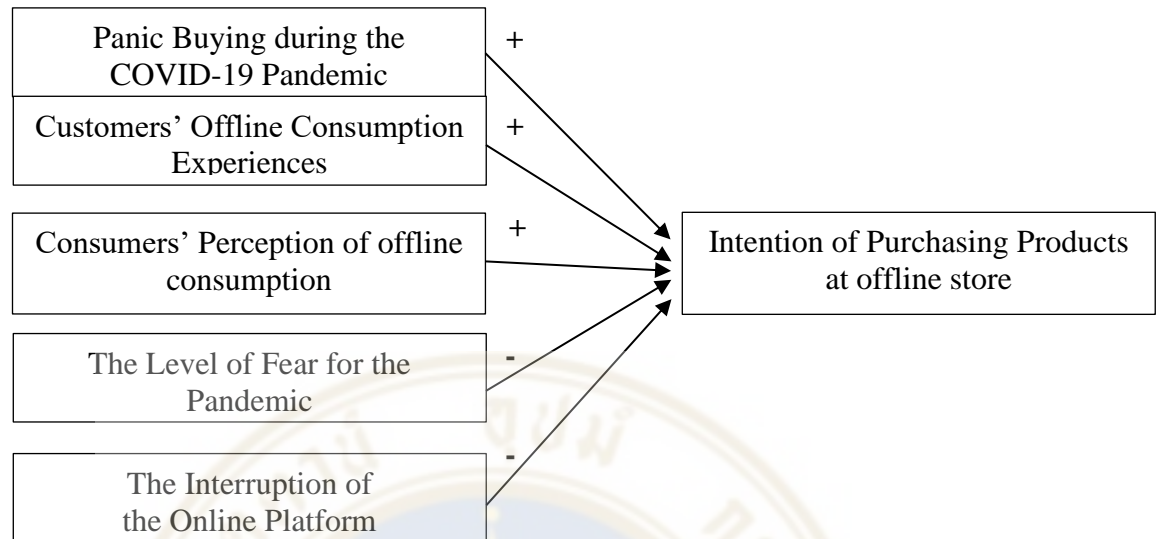 Panic Buying during the
COVID-19 Pandemic
+
Customers’ Offline Consumption
Experiences
+
Consumers’ Perception of offline
consumption
+
The Level of Fear for the
Pandemic
-
The Interruption of
the Online Platform
-
Intention of Purchasing Products
at offline store